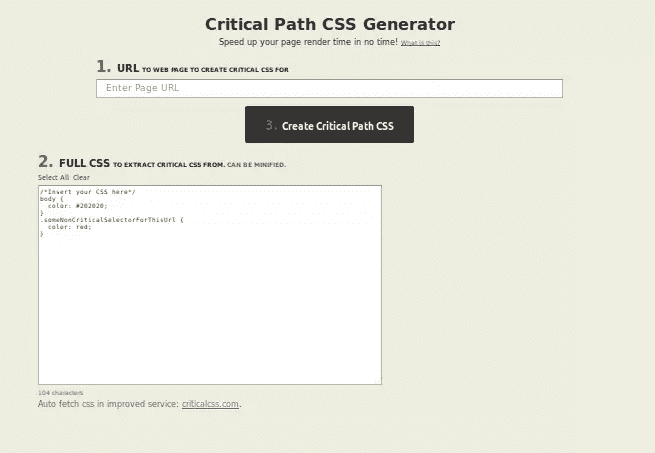 Critical Path CSS Generator
Speed up your page render time in no time! What is this?
1. URL TO WEB PAGE TO CREATE CRITICAL CSS FOR
Enter Page URL
3. Create Critical Path CSS
2. FULL CSS TO EXTRACT CRITICAL CSS FROM. CAN BE MINIFIED.
Select All Clear
/*Insert your CSS here*/
body {
  color: #202020;
}
.someNonCriticalSelectorForThisUrl {
  color: red;
}
104 characters
Auto fetch css in improved service: criticalcss.com.